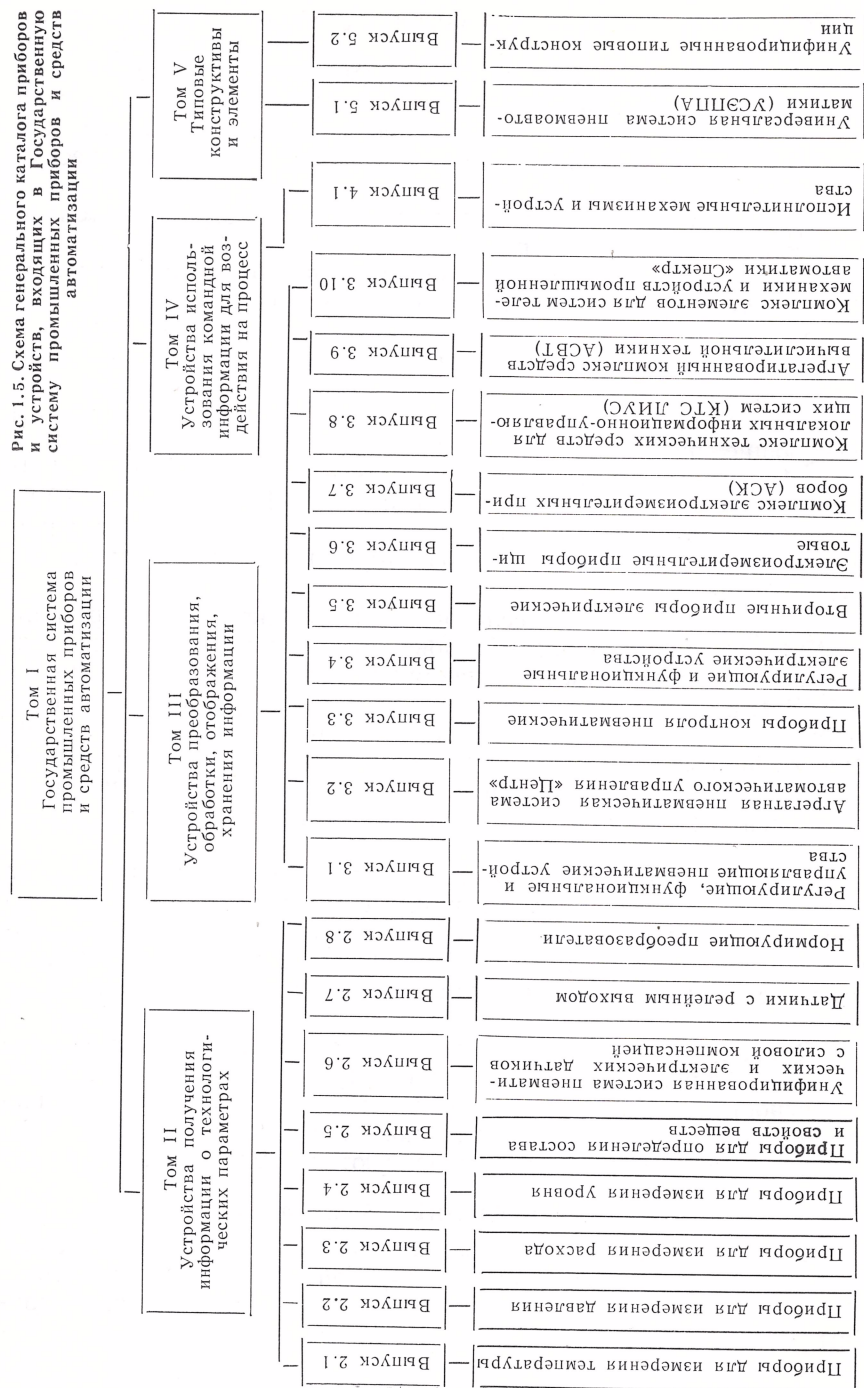 Рис. 1.5. Схема генерального каталога приборов
и устройств, входящих в Государственную
систему промышленных приборов и средств
автоматизации
Том I
Государственная система
промышленных приборов
и средств автоматизации
Том II
Устройства получения
информации о технологи-
ческих параметрах
Том III
Устройства преобразования,
обработки, отображения,
хранения информации
Том IV
Устройства исполь-
зования командной
информации для воз-
действия на процесс
Том V
Типовые
конструктивы
и элементы
Выпуск 2.1
Приборы для измерения температуры
Выпуск 2.2
Приборы для измерения давления
Выпуск 2.3
Приборы для измерения расхода
Выпуск 2.4
Приборы для измерения уровня
Выпуск 2.5
Приборы для определения состава
и свойств веществ
Выпуск 2.6
Унифицированная система пневмати-
ческих и электрических датчиков
с силовой компенсацией
Выпуск 2.7
Датчики с релейным выходом
Выпуск 2.8
Нормирующие преобразователи
Выпуск 3.1
Регулирующие, функциональные и
управляющие пневматические устрой-
ства
Выпуск 3.2
Агрегатная пневматическая система
автоматического управления «Центр»
Выпуск 3.3
Приборы контроля пневматические
Выпуск 3.4
Регулирующие и функциональные
электрические устройства
Выпуск 3.5
Вторичные приборы электрические
Выпуск 3.6
Электроизмерительные приборы щи-
товые
Выпуск 3.7
Комплекс электроизмерительных при-
боров (АСК)
Выпуск 3.8
Комплекс технических средств для
локальных информационно-управляю-
щих систем (КТС ЛИУС)
Выпуск 3.9
Агрегатированный комплекс средств
вычислительной техники (АСВТ)
Выпуск 3.10
Комплекс элементов для систем теле-
механики и устройств промышленной
автоматики «Спектр»
Выпуск 4.1
Исполнительные механизмы и устрой-
ства
Выпуск 5.1
Универсальная система пневмоавто-
матики (УСЭППА)
Выпуск 5.2
Унифицированные типовые конструк-
ции